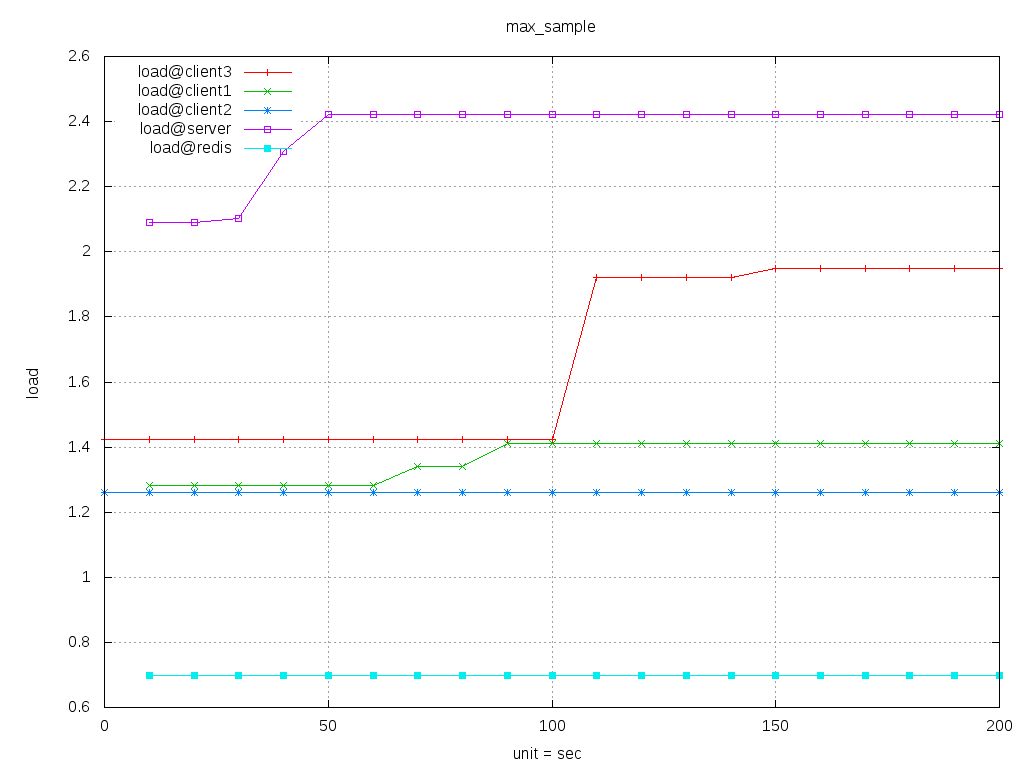 max_sample
2.6
2.4
2.2
2
1.8
1.6
1.4
1.2
1
0.8
0.6
load
load@client3
load@client1
load@client2
load@server
load@redis
0 50 100 150 200
unit = sec